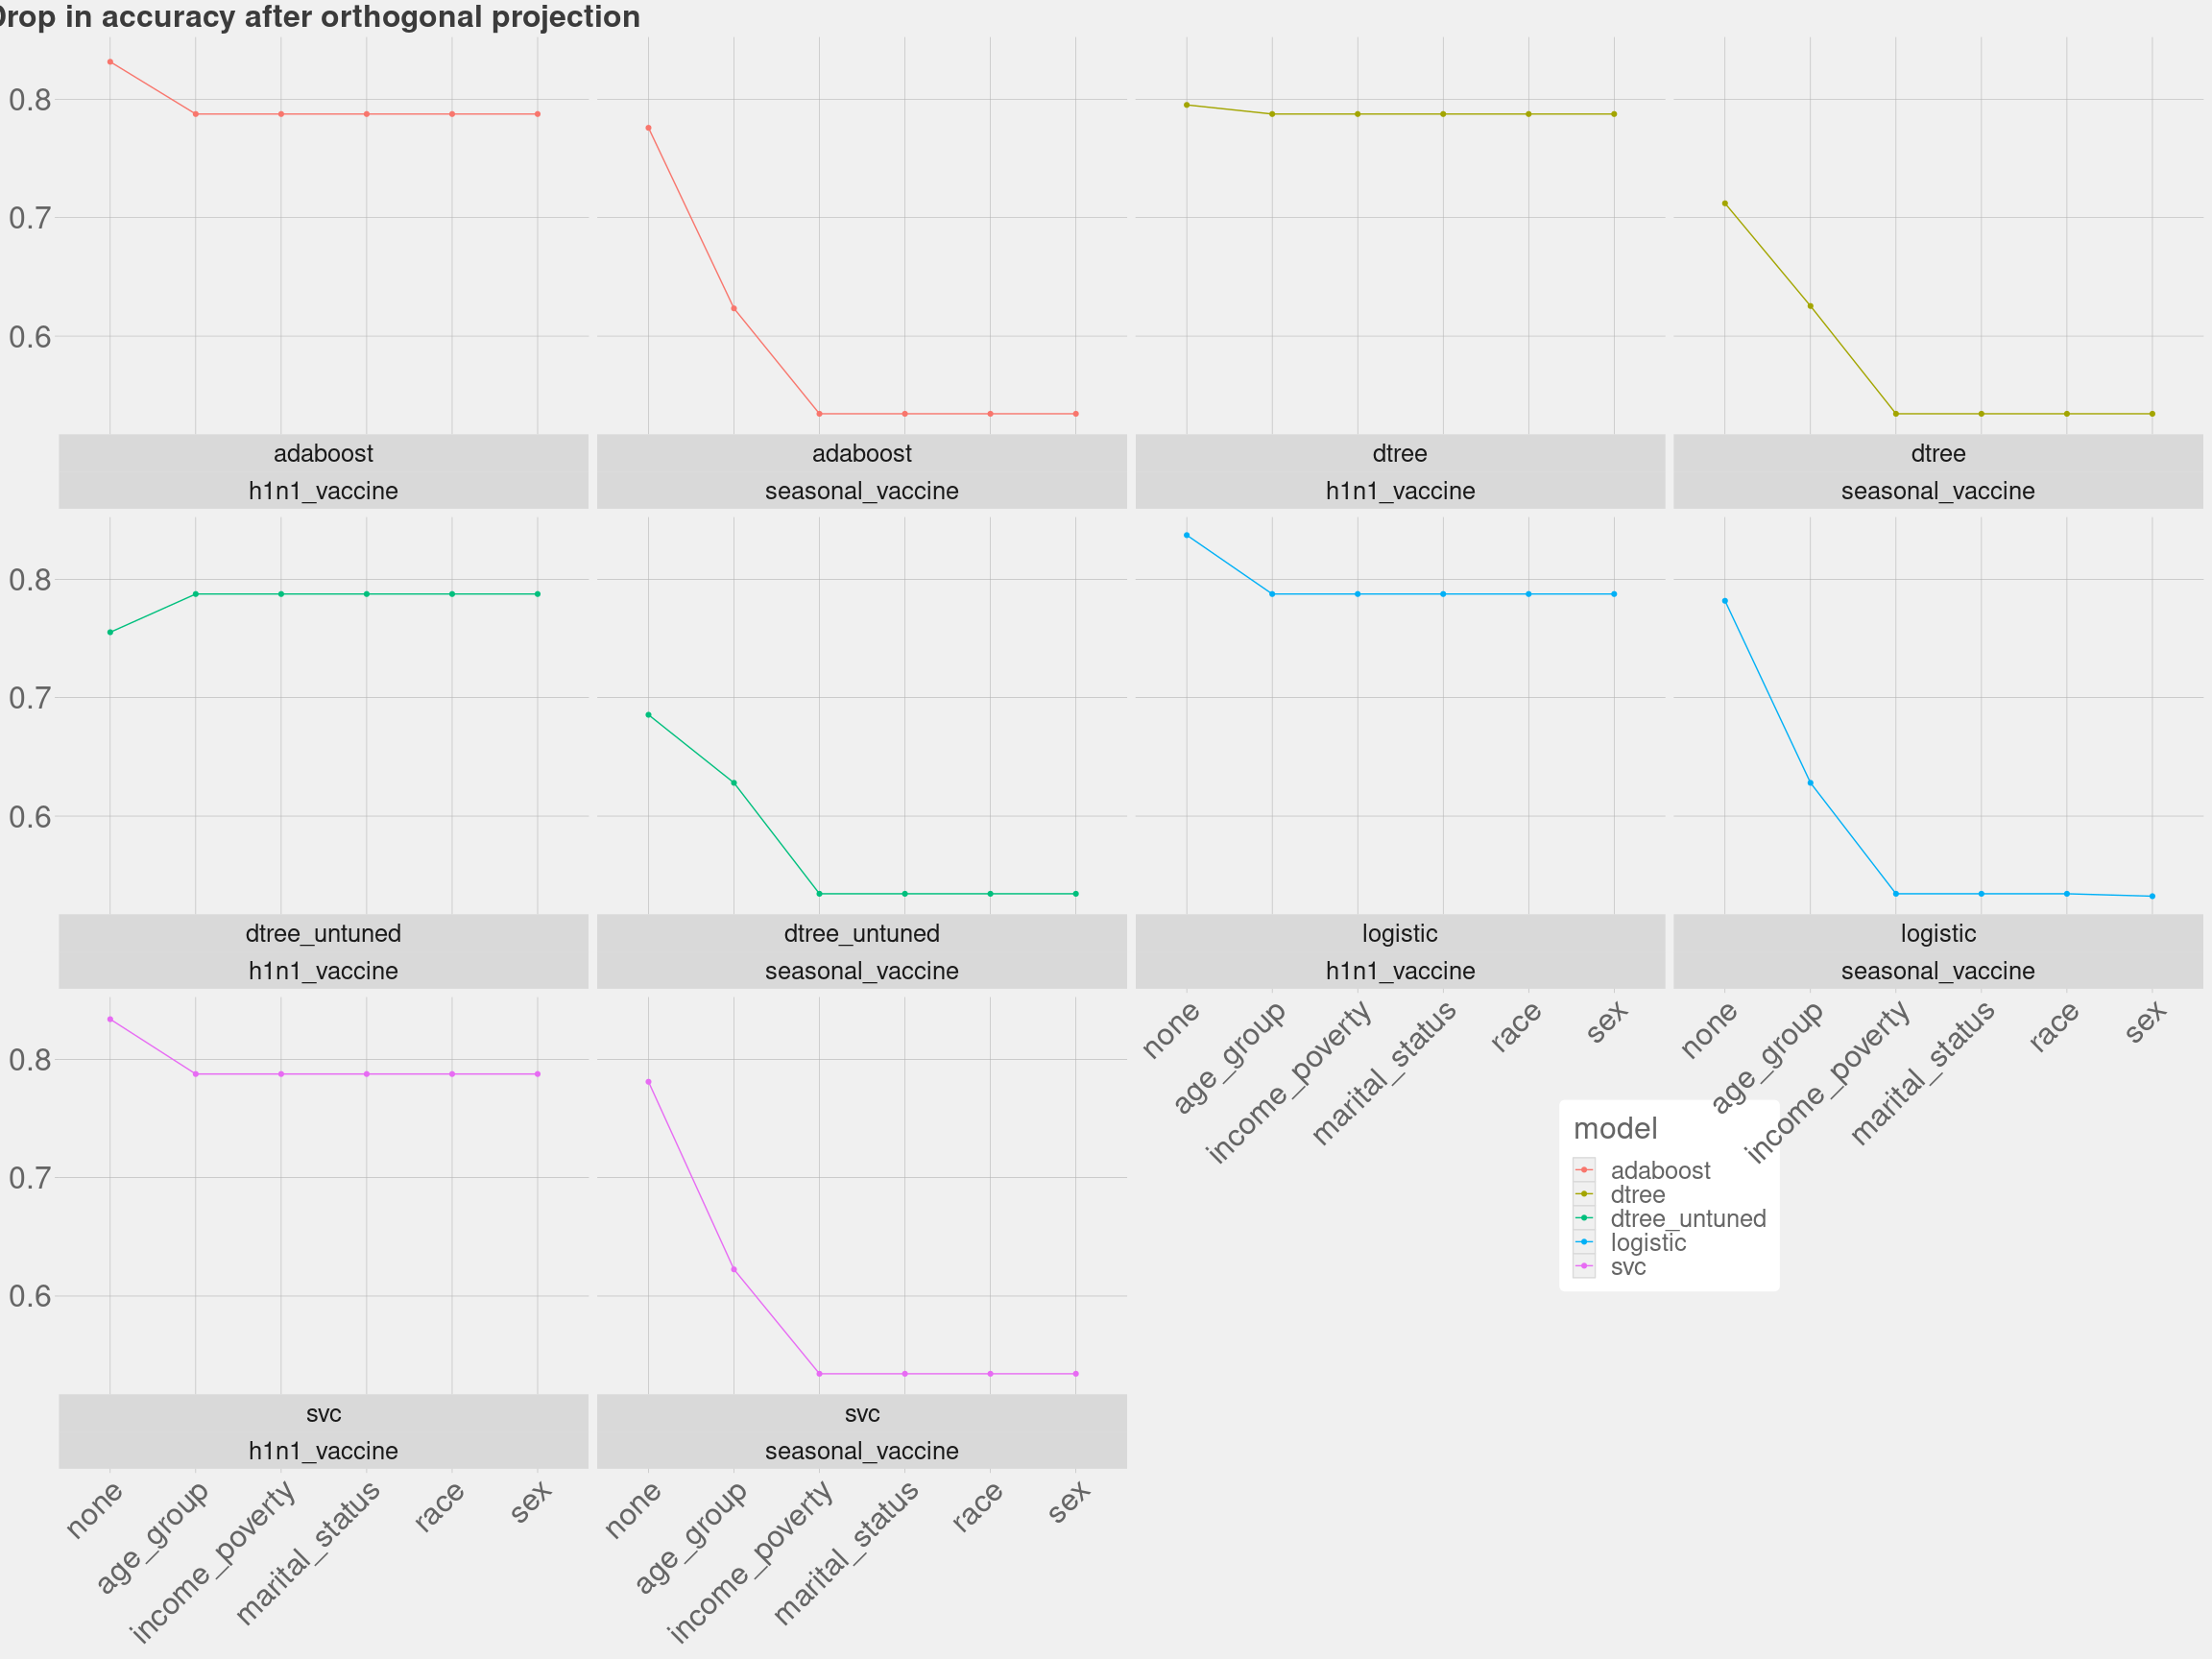 Drop in accuracy after orthogonal projection
0.8
0.7
0.6
adaboost
h1n1_vaccine
adaboost
seasonal_vaccine
dtree
h1n1_vaccine
dtree
seasonal_vaccine
0.8
0.7
0.6
dtree_untuned
h1n1_vaccine
dtree_untuned
seasonal_vaccine
logistic
h1n1_vaccine
logistic
seasonal_vaccine
none
age_group
income_poverty
marital_status
race
sex
none
age_group
income_poverty
marital_status
race
sex
0.8
0.7
0.6
svc
h1n1_vaccine
svc
seasonal_vaccine
none
age_group
income_poverty
marital_status
race
sex
none
age_group
income_poverty
marital_status
race
sex
model
adaboost
dtree
dtree_untuned
logistic
svc